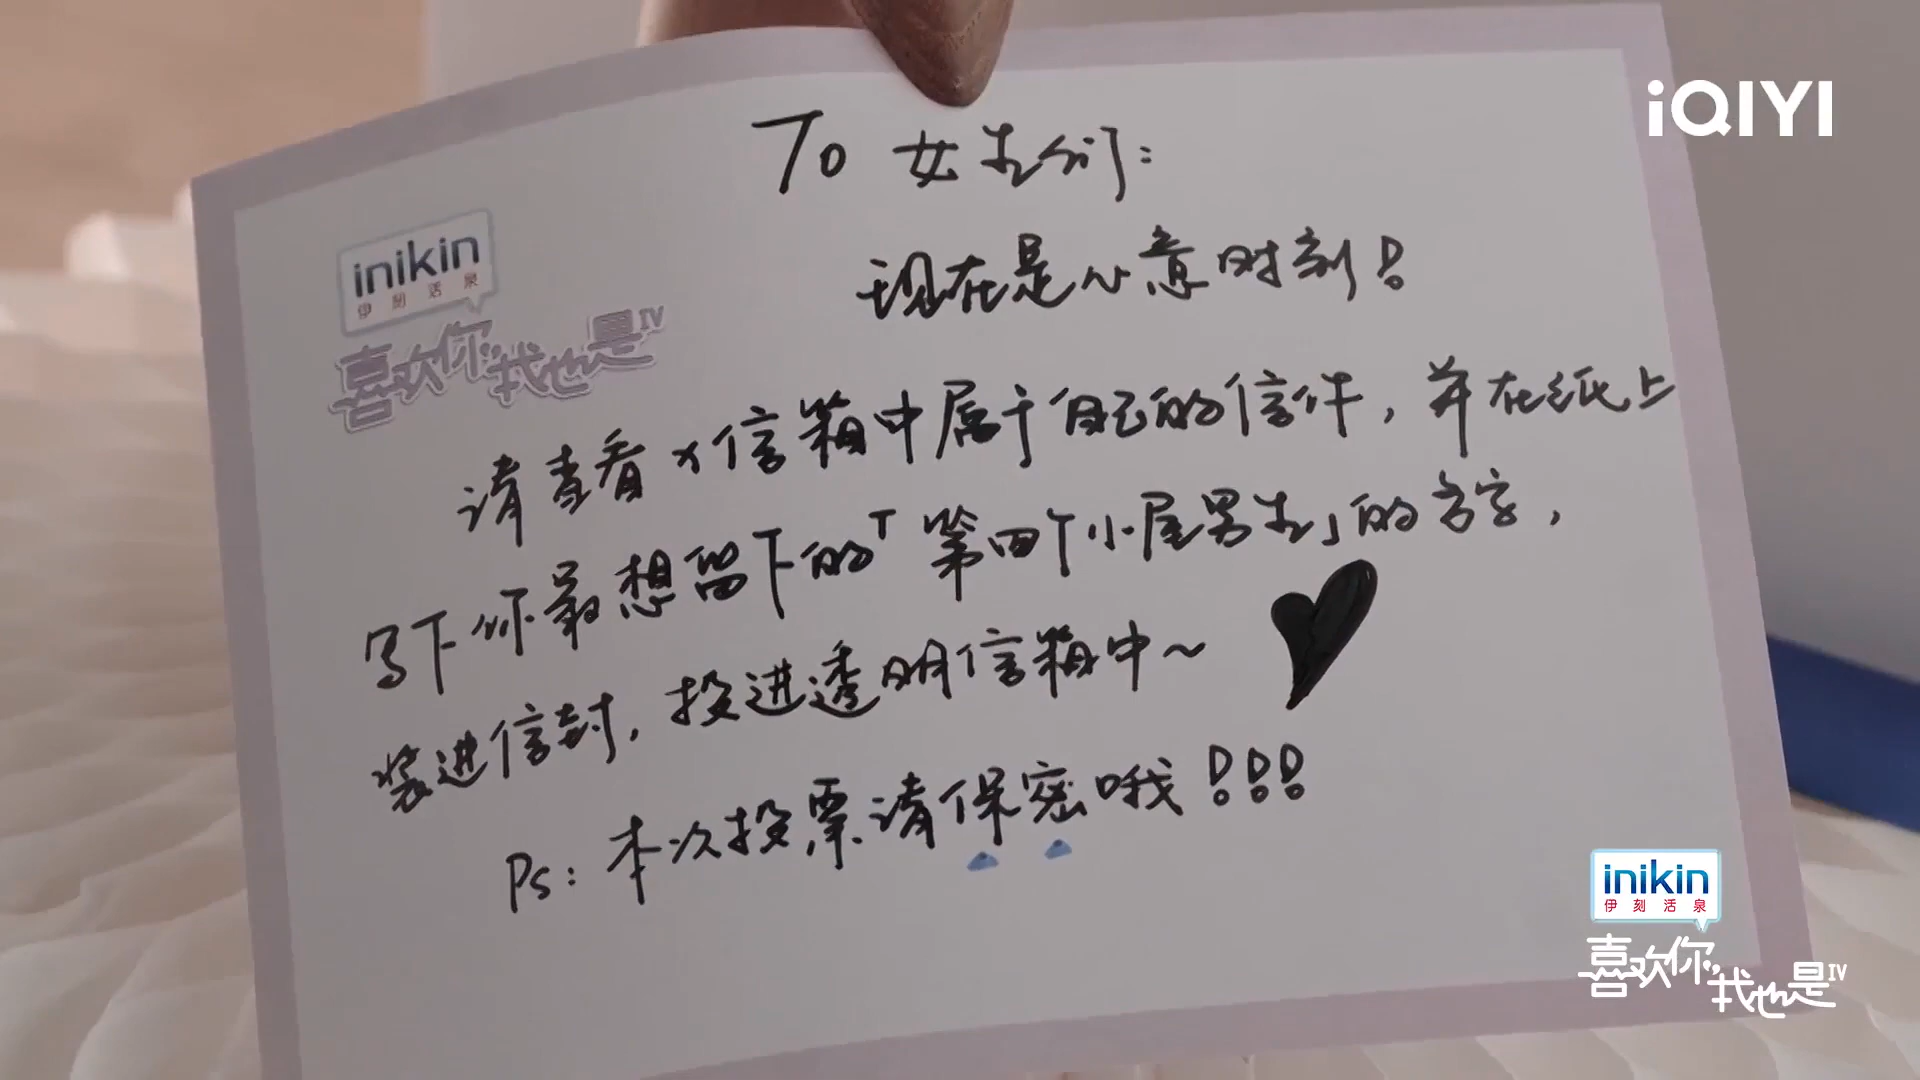 iQIYI
To 女生们:
inikin
伊刻活泉
喜欢你,我也是IV
现在是心意时刻!
请查看x信箱中属于自己的信件,并在纸上
写下你最想留下的「第四个小屋男生」的名字,
装进信封,投进透明信箱中~
Ps:本次投票请保密哦!!!
inikin
伊刻活泉
喜欢你,我也是IV